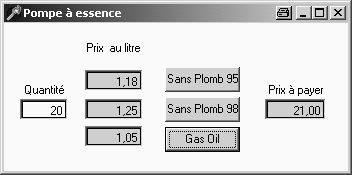 Pompe à essence
Prix au litre
1,18 Sans Plomb 95
Quantité Prix à payer
20 1,25 Sans Plomb 98 21,00
1,05 Gas Oil